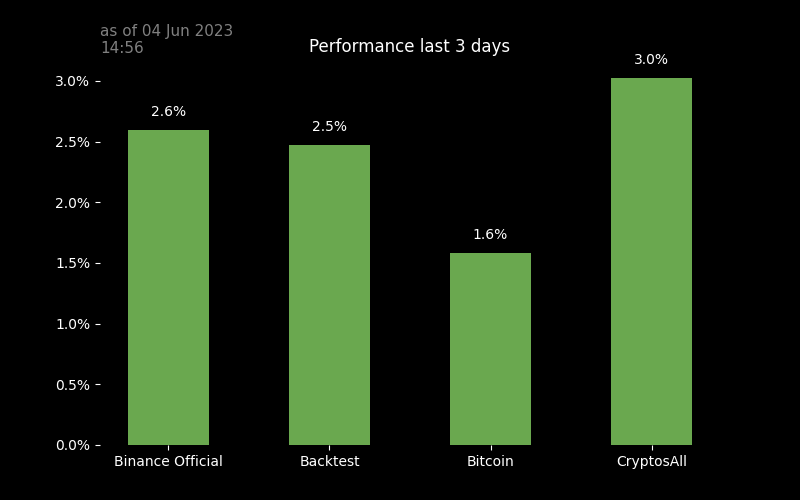 as of 04 Jun 2023
14:56
Performance last 3 days
3.0%
2.5%
2.0%
1.5%
1.0%
0.5%
0.0%
2.6%
2.5%
1.6%
3.0%
Binance Official
Backtest
Bitcoin
CryptosAll